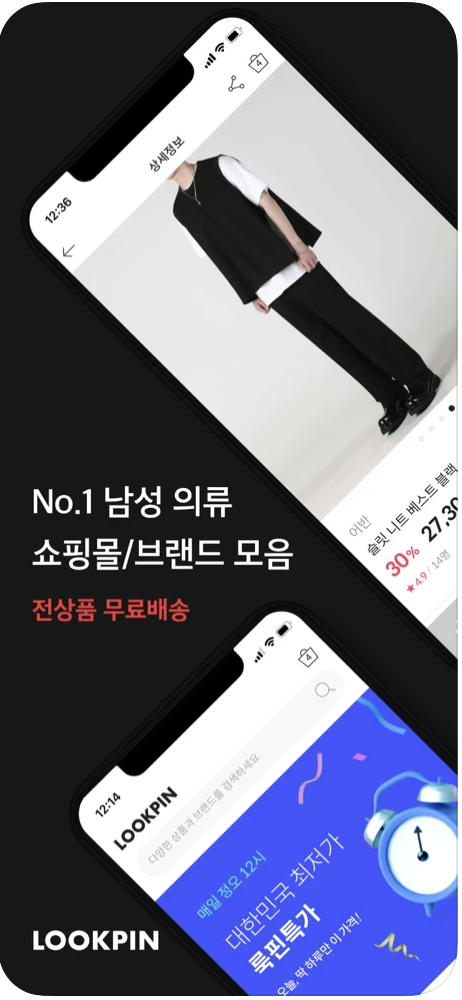 4
상세정보
12:36
어반
슬릿 니트 베스트 블랙
30% 27,30
★4.9 / 14명
No.1 남성 의류
쇼핑몰/브랜드 모음
전상품 무료배송
4
12:14
LOOKPIN
다양한 상품과 브랜드를 검색하세요.
매일 정오 12시
대한민국 최저가
룩핀특가
오늘, 딱 하루만 이 가격!
LOOKPIN